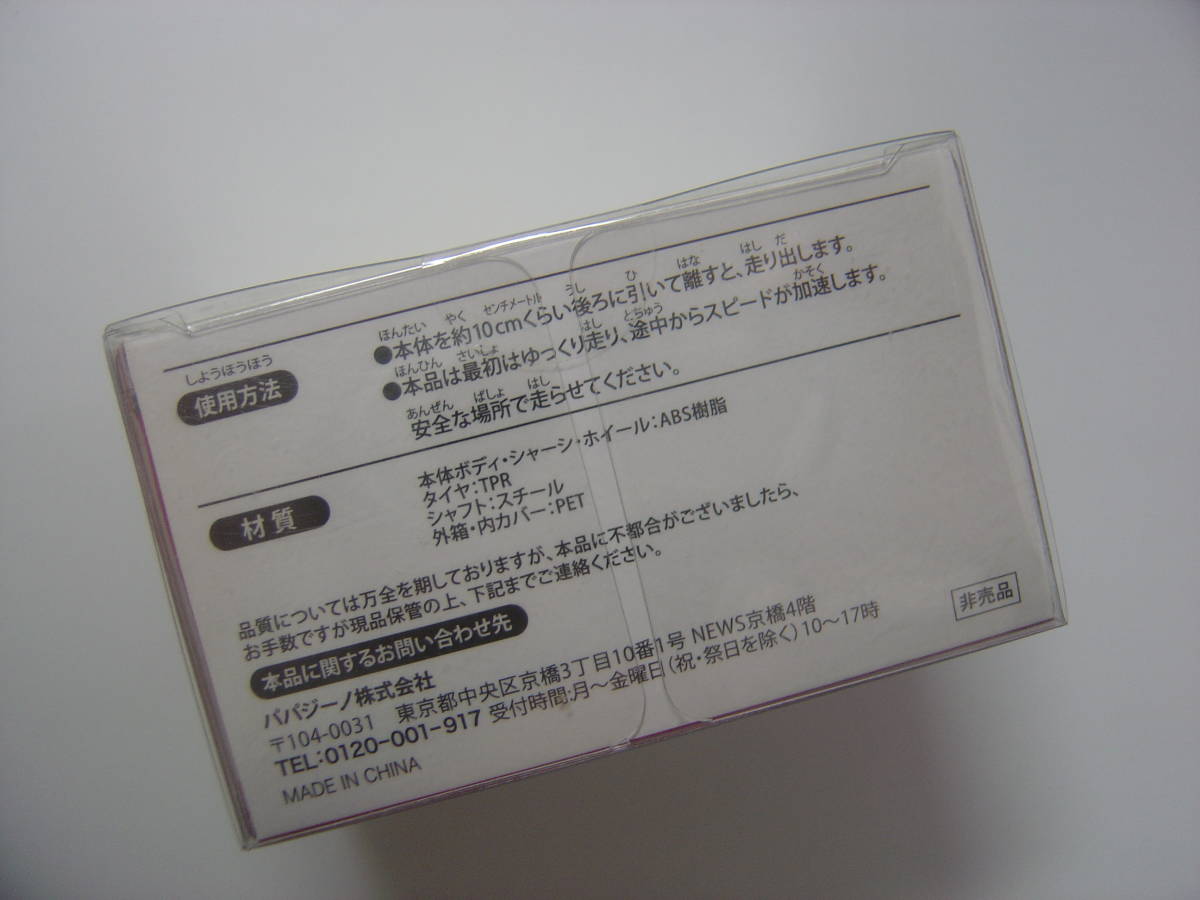 しようほうほう
使用方法
ほんたい やく センチメートル うし ひ はな はし だ
●本体を約10cmくらい後ろに引いて離すと、走り出します。
ほんひん さいしょ はし とちゅう かそく
●本品は最初はゆっくり走り、途中からスピードが加速します。
あんぜん ばしょ はし
安全な場所で走らせてください。
材質
本体ボディ・シャーシ・ホイール:ABS樹脂
タイヤ:TPR
シャフト:スチール
外箱・内カバー:PET
品質については万全を期しておりますが、本品に不都合がございましたら、
お手数ですが現品保管の上、下記までご連絡ください。
本品に関するお問い合わせ先
パパジーノ株式会社
〒104-0031 東京都中央区京橋3丁目10番1号 NEWS京橋4階
TEL:0120-001-917 受付時間:月〜金曜日(祝・祭日を除く)10〜17時
MADE IN CHINA
非売品